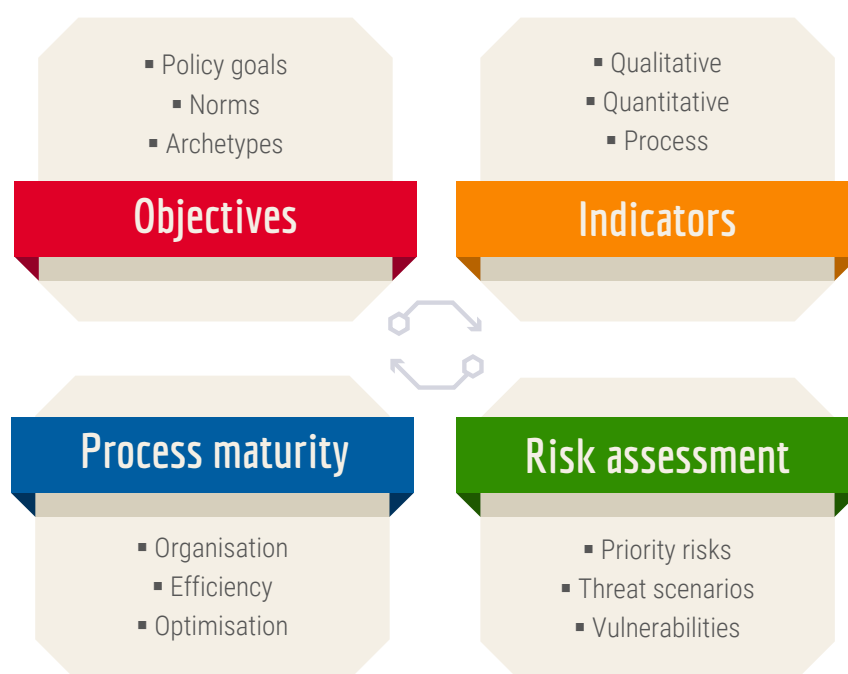 ▪ Policy goals
▪ Norms
▪ Archetypes
Objectives
▪ Qualitative
▪ Quantitative
▪ Process
Indicators
Process maturity
▪ Organisation
▪ Efficiency
▪ Optimisation
Risk assessment
▪ Priority risks
▪ Threat scenarios
▪ Vulnerabilities